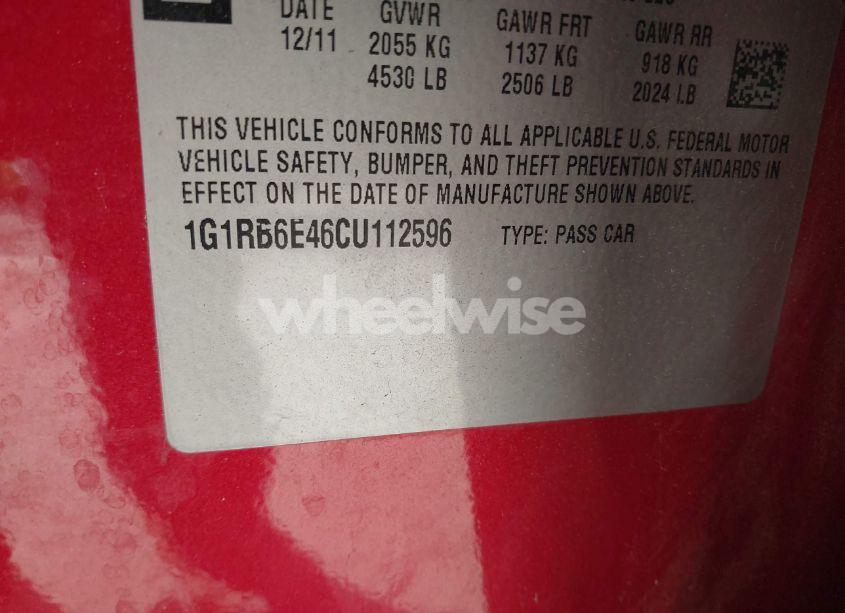 DATE GVWR GAWR FRT GAWR RR
12/11 2055 KG 1137 KG 918 KG
4530 LB 2506 LB 2024 LB
THIS VEHICLE CONFORMS TO ALL APPLICABLE U.S. FEDERAL MOTOR
VEHICLE SAFETY, BUMPER, AND THEFT PREVENTION STANDARDS IN
EFFECT ON THE DATE OF MANUFACTURE SHOWN ABOVE.
1G1RB6E46CU112596 TYPE: PASS CAR
wheelwise